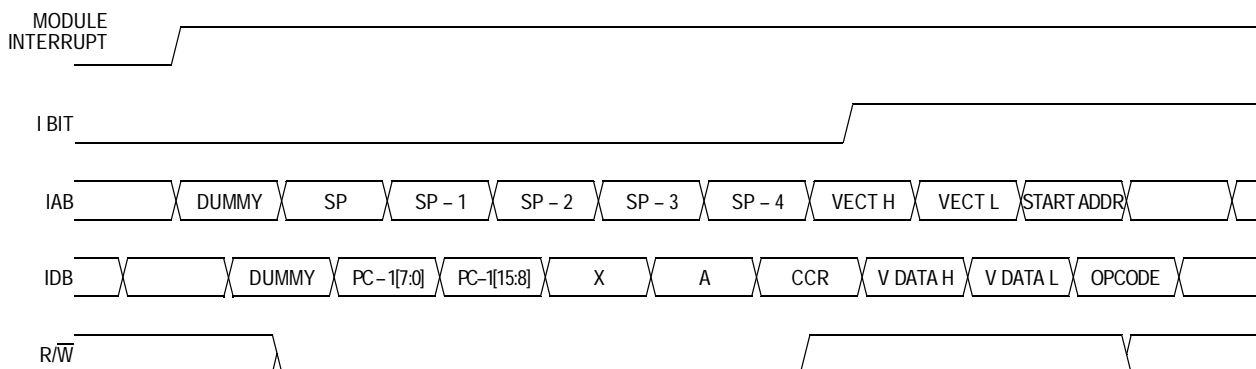 MODULE
INTERRUPT
I BIT
IAB DUMMY SP SP – 1 SP – 2 SP – 3 SP – 4 VECT H VECT L START ADDR
IDB DUMMY PC – 1[7:0] PC–1[15:8] X A CCR V DATA H V DATA L OPCODE
R/W̅